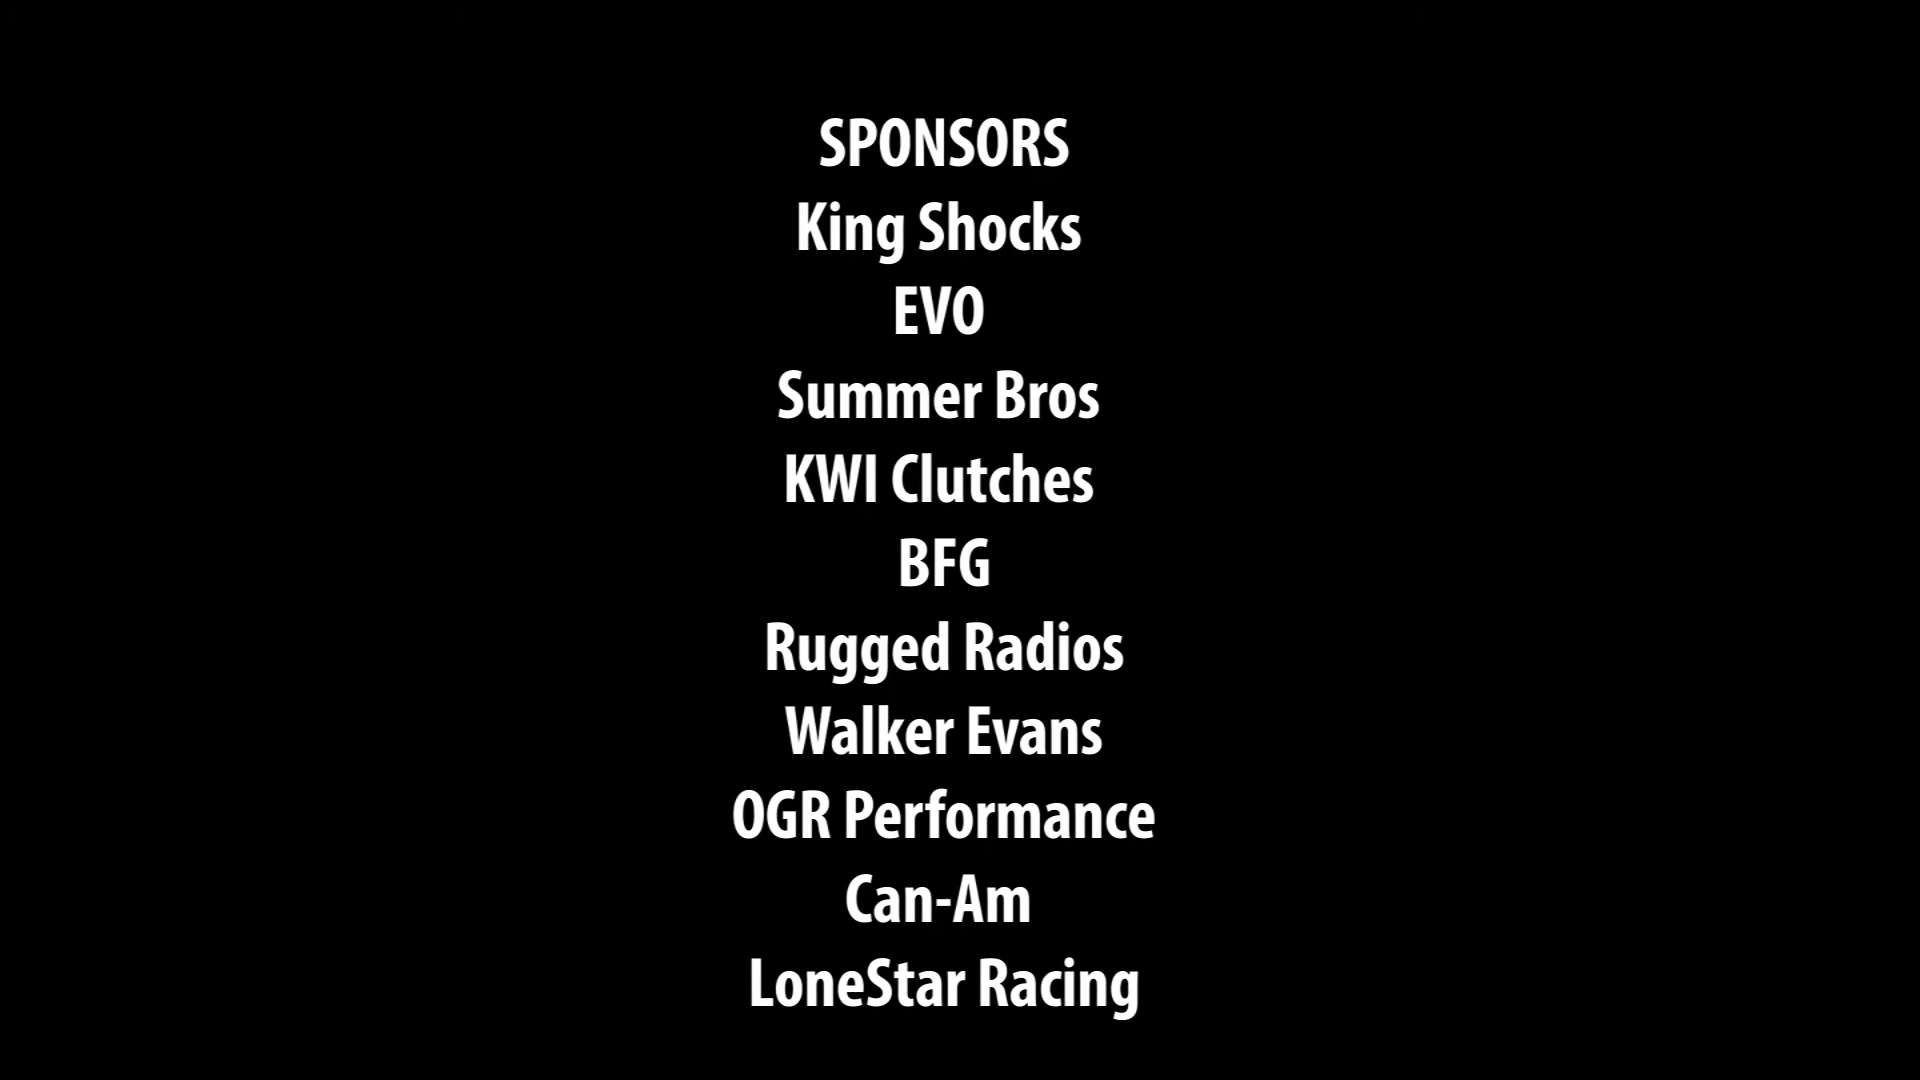 SPONSORS
King Shocks
EVO
Summer Bros
KWI Clutches
BFG
Rugged Radios
Walker Evans
OGR Performance
Can-Am
LoneStar Racing